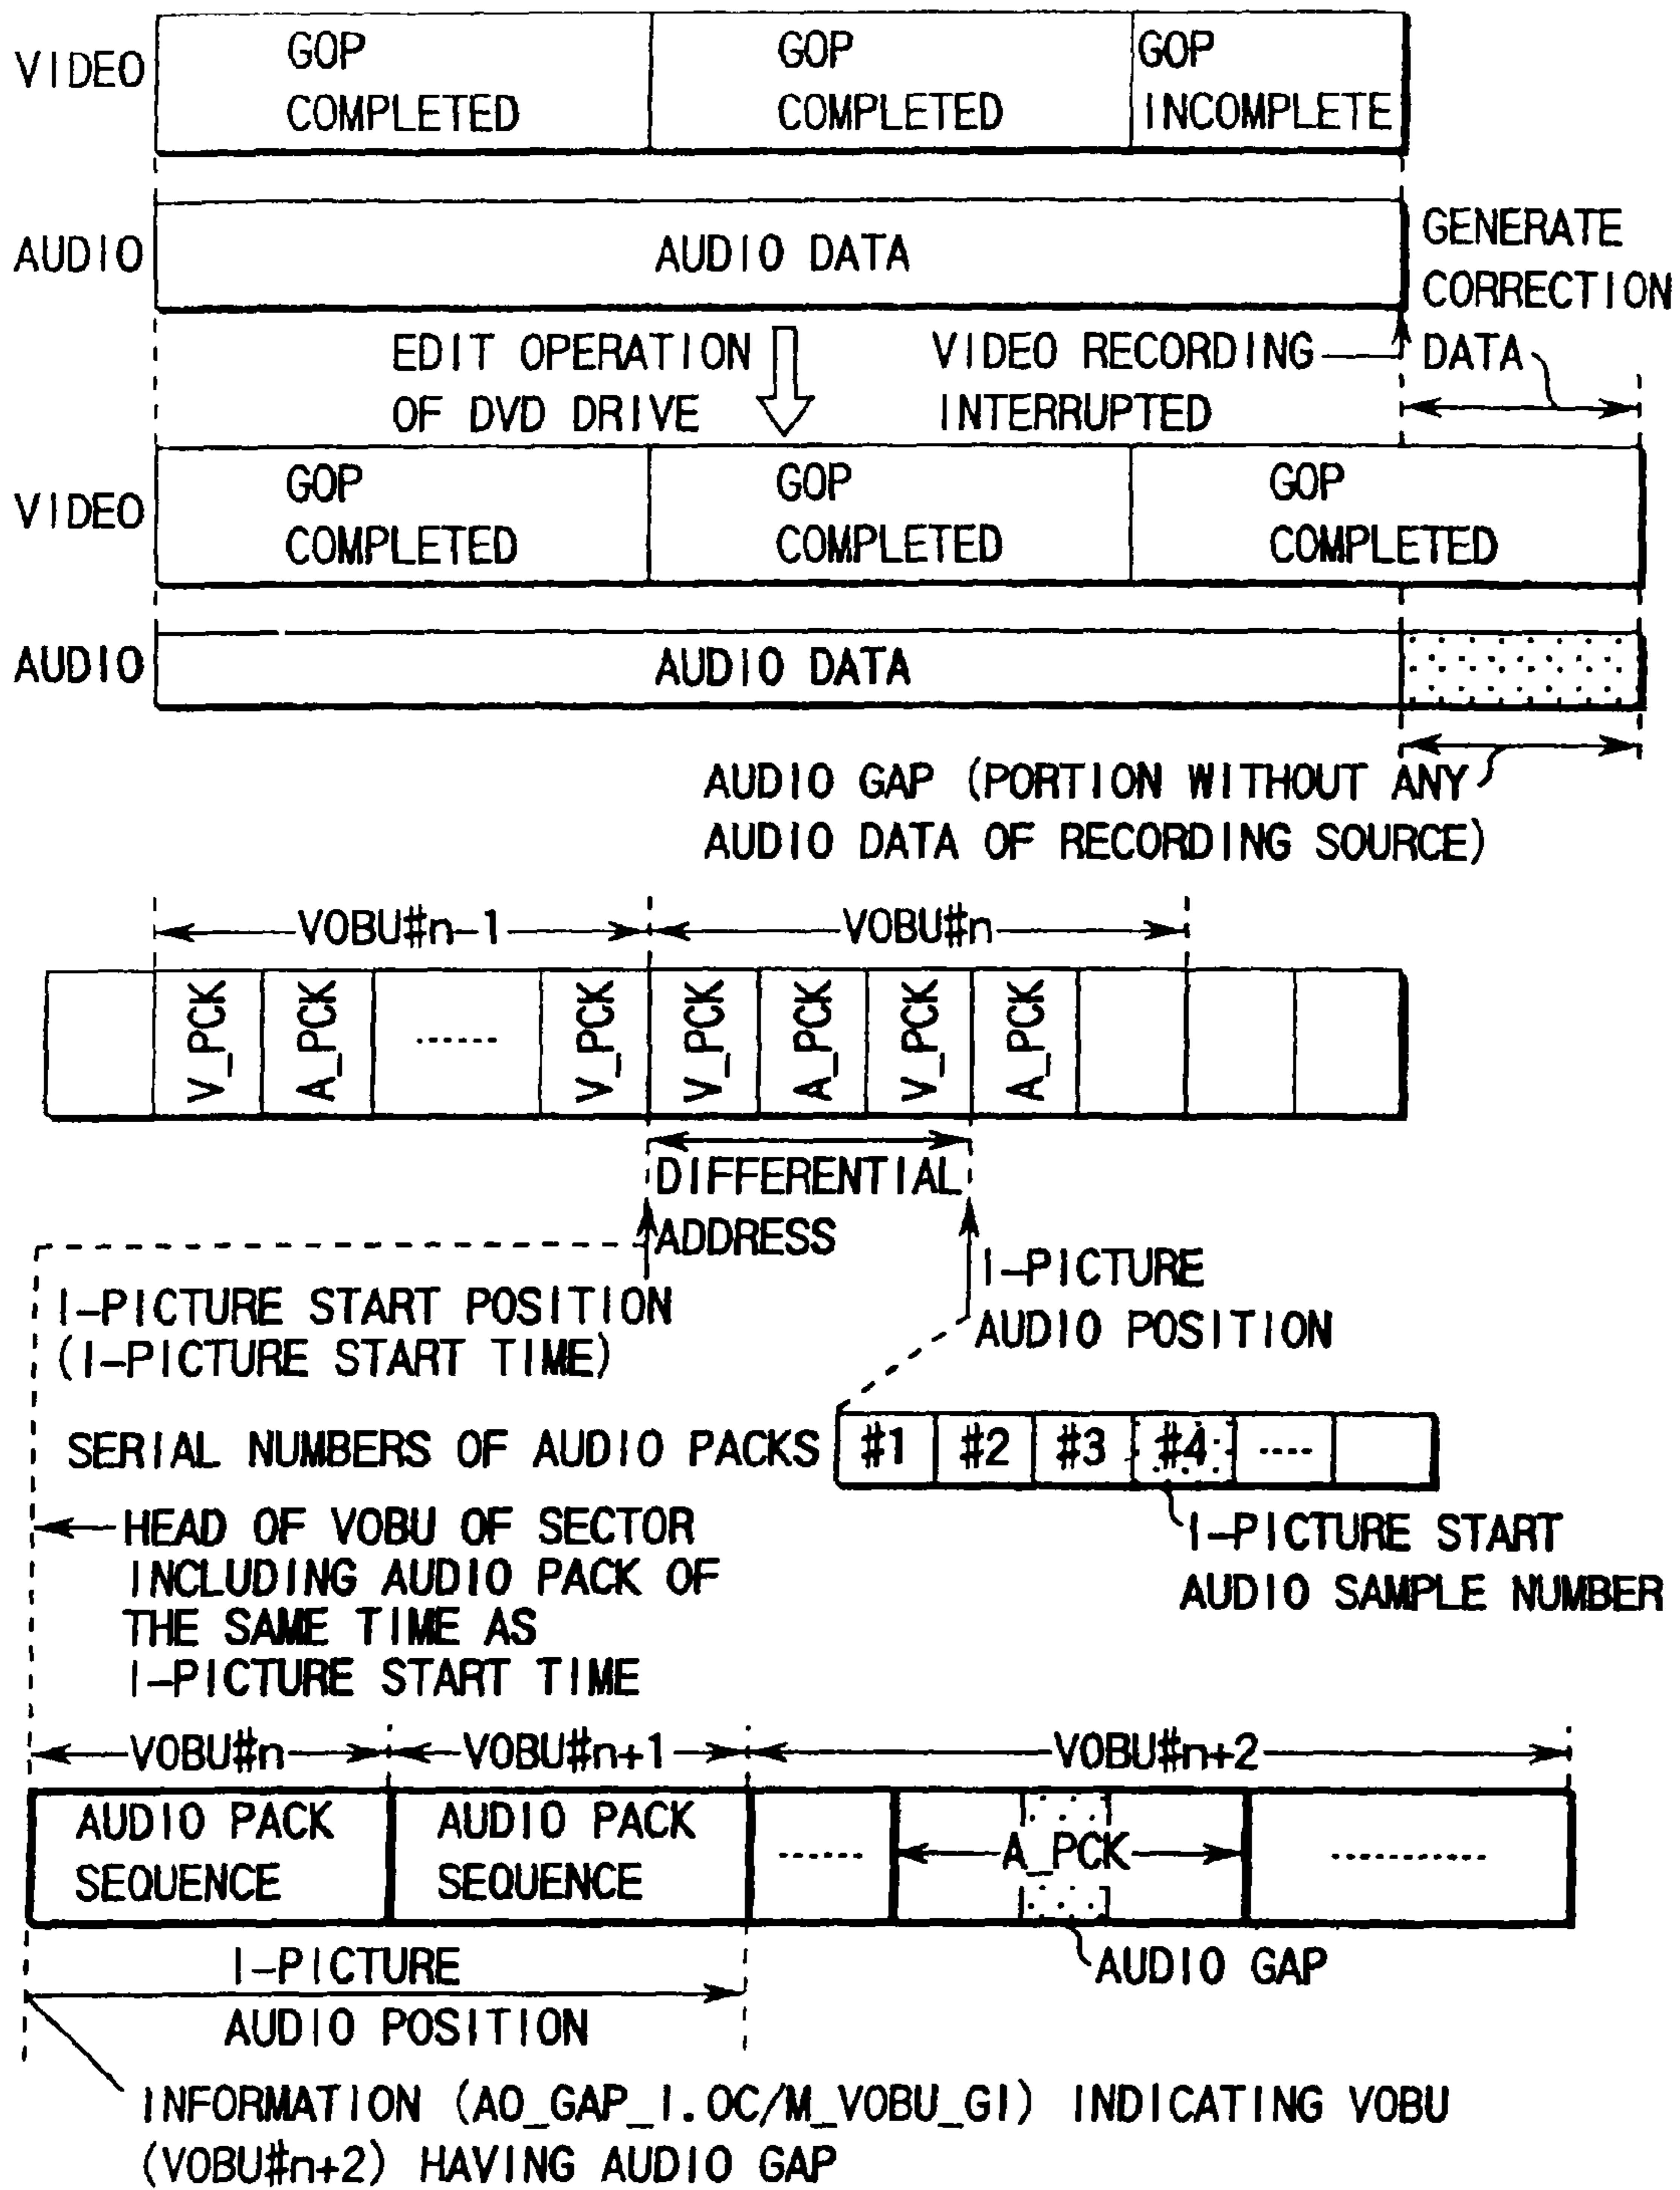 VIDEO
GOP COMPLETED
GOP COMPLETED
GOP INCOMPLETE
AUDIO
AUDIO DATA
GENERATE
CORRECTION
DATA
EDIT OPERATION
OF DVD DRIVE
VIDEO RECORDING
INTERRUPTED
VIDEO
GOP COMPLETED
GOP COMPLETED
GOP COMPLETED
AUDIO
AUDIO DATA
AUDIO GAP (PORTION WITHOUT ANY
AUDIO DATA OF RECORDING SOURCE)
VOBU#n-1
VOBU#n
V_PCK
A_PCK
V_PCK
V_PCK
A_PCK
V_PCK
A_PCK
DIFFERENTIAL
ADDRESS
I-PICTURE START POSITION
(I-PICTURE START TIME)
I-PICTURE
AUDIO POSITION
SERIAL NUMBERS OF AUDIO PACKS
#1 #2 #3 #4
I-PICTURE START
AUDIO SAMPLE NUMBER
HEAD OF VOBU OF SECTOR
INCLUDING AUDIO PACK OF
THE SAME TIME AS
I-PICTURE START TIME
VOBU#n
VOBU#n+1
VOBU#n+2
AUDIO PACK
SEQUENCE
AUDIO PACK
SEQUENCE
A_PCK
AUDIO GAP
I-PICTURE
AUDIO POSITION
INFORMATION (AO_GAP_I.OC/M_VOBU_GI) INDICATING VOBU
(VOBU#n+2) HAVING AUDIO GAP